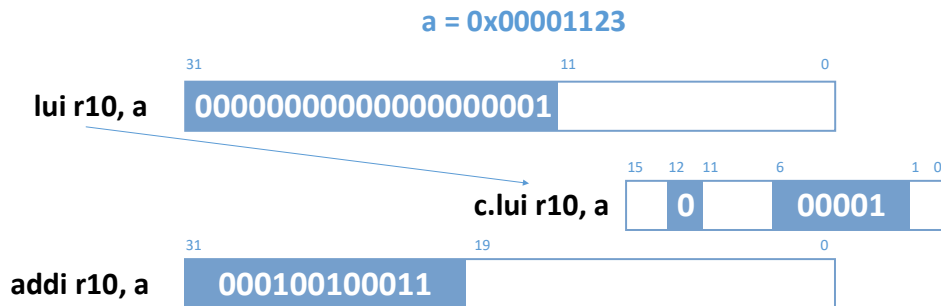 a = 0x00001123
31 11 0
lui r10, a 00000000000000000001
15 12 11 6 1 0
c.lui r10, a 0 00001
31 19 0
addi r10, a 000100100011